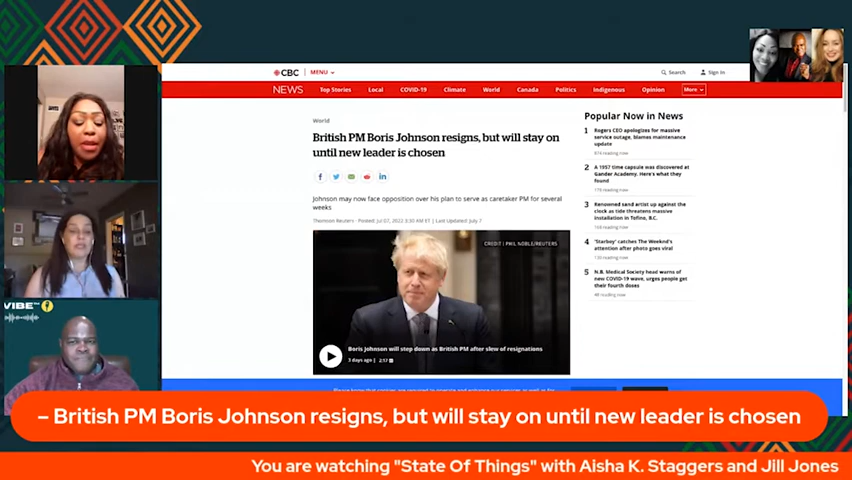 CBC
MENU
Search
Sign In
NEWS
Top Stories
Local
COVID-19
Climate
World
Canada
Politics
Indigenous
Opinion
More
World
British PM Boris Johnson resigns, but will stay on
until new leader is chosen
Johnson may now face opposition over his plan to serve as caretaker PM for several
weeks
Thomson Reuters · Posted: Jul 07, 2022 3:30 AM ET | Last Updated: July 7
CREDIT | PHIL NOBLE/REUTERS
Boris Johnson will step down as British PM after slew of resignations
3 days ago | 2:57
Popular Now in News
1 Rogers CEO apologizes for massive
service outage, blames maintenance
update
2 A 1957 time capsule was discovered at
Gander Academy. Here's what they
found
3 Renowned sand artist up against the
clock as tide threatens massive
installation in Tofino, B.C.
4 'Starboy' catches The Weeknd's
attention after photo goes viral
5 N.B. Medical Society head warns of
new COVID-19 wave, urges people get
their fourth doses
VIBE
– British PM Boris Johnson resigns, but will stay on until new leader is chosen
You are watching "State Of Things" with Aisha K. Staggers and Jill Jones